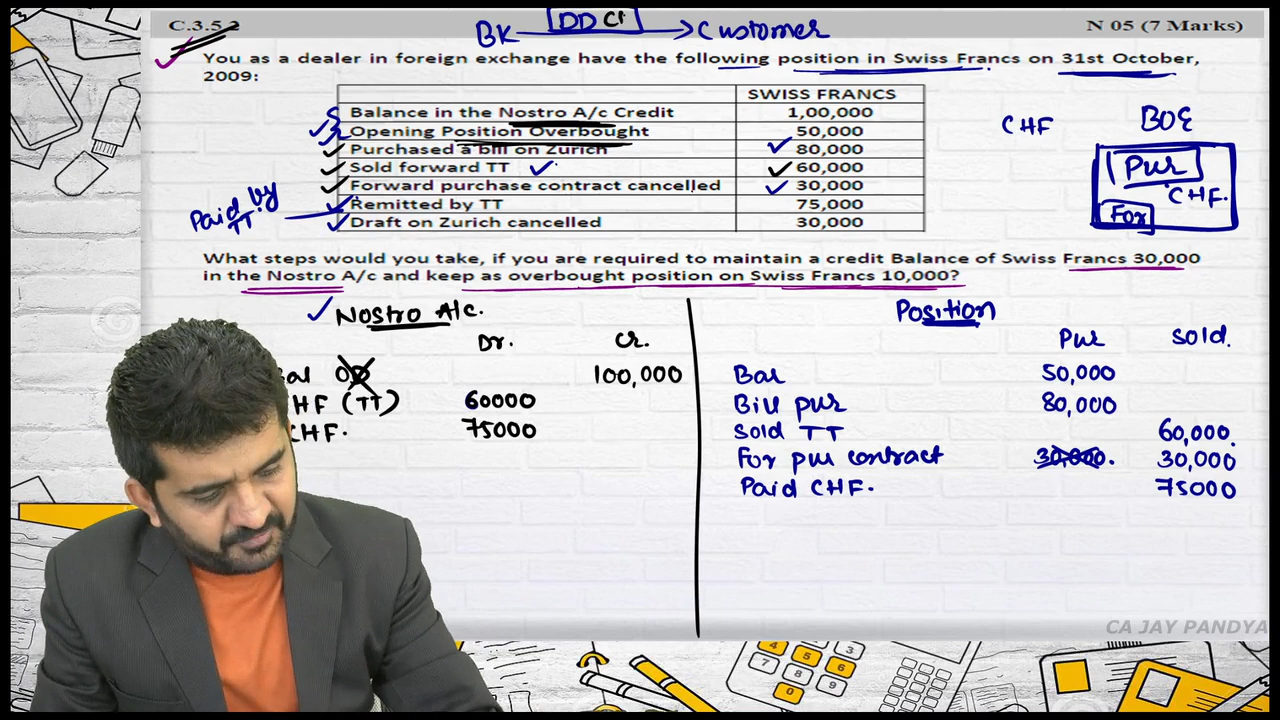 C.3.5.2
N 05 (7 Marks)
BK DD Customer
You as a dealer in foreign exchange have the following position in Swiss Francs on 31st October,
2009:
SWISS FRANCS
Balance in the Nostro A/c Credit 1,00,000
Opening Position Overbought 50,000
Purchased a bill on Zurich 80,000
Sold forward TT 60,000
Forward purchase contract cancelled 30,000
Remitted by TT 75,000
Draft on Zurich cancelled 30,000
CHF
BOE
Pur
CHF.
For
Paid by
TT
What steps would you take, if you are required to maintain a credit Balance of Swiss Francs 30,000
in the Nostro A/c and keep as overbought position on Swiss Francs 10,000?
Nostro A/c.
Dr. Cr.
100,000
(TT) 60000
75000
Position
Pur Sold.
Bal 50,000
Bill pur 80,000
Sold TT 60,000.
For pur contract 30,000. 30,000
Paid CHF. 75000
CA JAY PANDYA